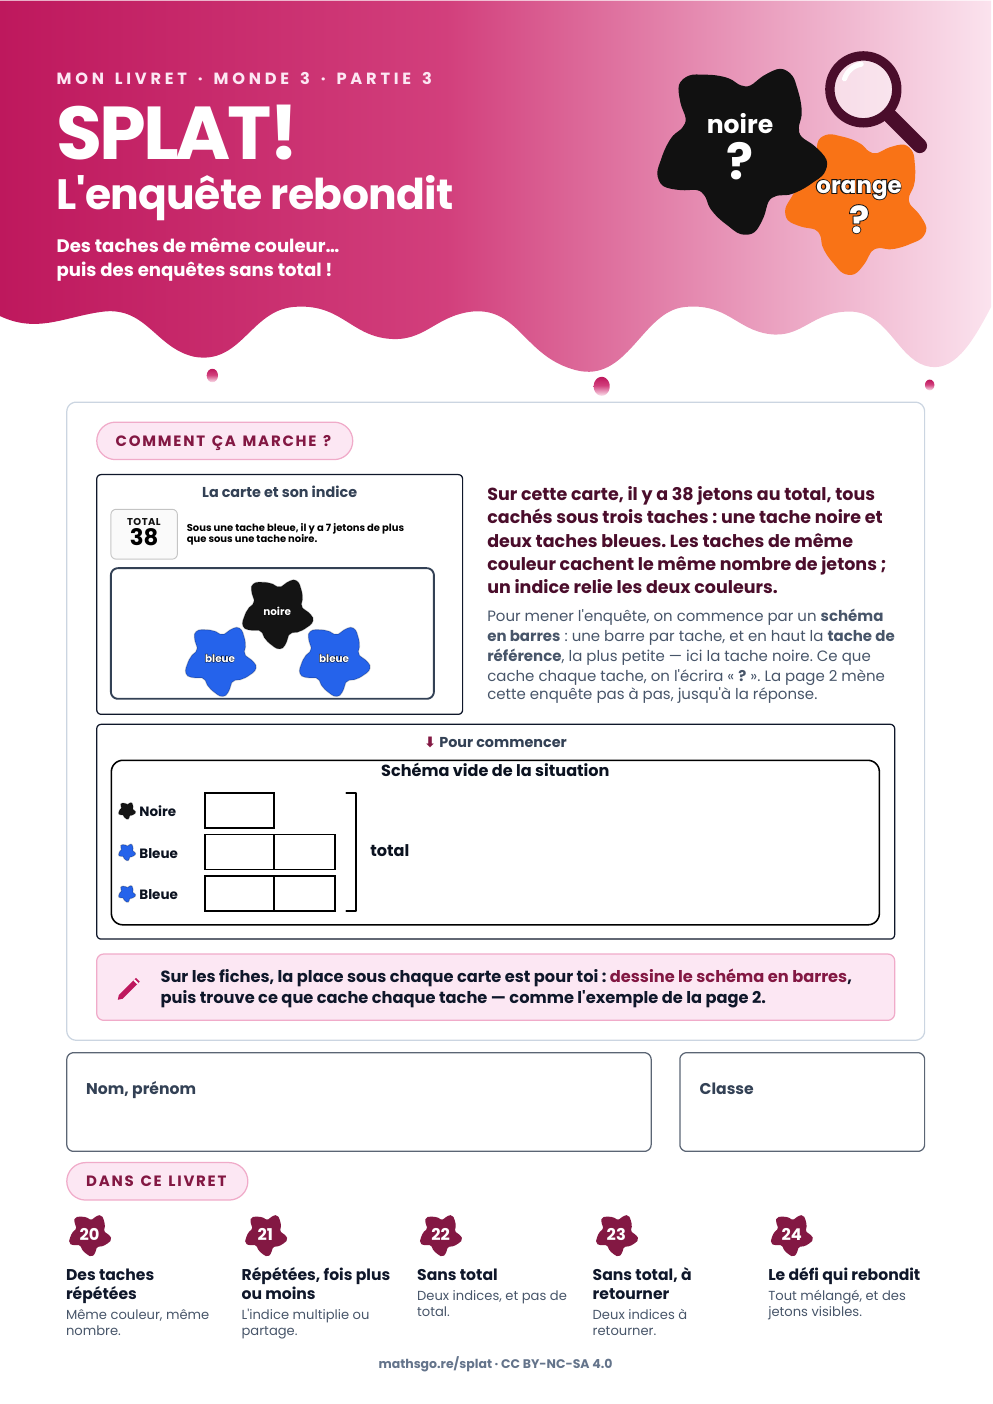 MON LIVRET · MONDE 3 · PARTIE 3
SPLAT!
L'enquête rebondit
Des taches de même couleur…
puis des enquêtes sans total !
noire
?
orange
?
COMMENT ÇA MARCHE ?
La carte et son indice
TOTAL
38
Sous une tache bleue, il y a 7 jetons de plus
que sous une tache noire.
noire
bleue
bleue
Sur cette carte, il y a 38 jetons au total, tous
cachés sous trois taches : une tache noire et
deux taches bleues. Les taches de même
couleur cachent le même nombre de jetons ;
un indice relie les deux couleurs.
Pour mener l'enquête, on commence par un schéma
en barres : une barre par tache, et en haut la tache de
référence, la plus petite — ici la tache noire. Ce que
cache chaque tache, on l'écrira « ? ». La page 2 mène
cette enquête pas à pas, jusqu'à la réponse.
⬇ Pour commencer
Schéma vide de la situation
Noire
Bleue
Bleue
total
Sur les fiches, la place sous chaque carte est pour toi : dessine le schéma en barres,
puis trouve ce que cache chaque tache — comme l'exemple de la page 2.
Nom, prénom
Classe
DANS CE LIVRET
20
Des taches
répétées
Même couleur, même
nombre.
21
Répétées, fois plus
ou moins
L'indice multiplie ou
partage.
22
Sans total
Deux indices, et pas de
total.
23
Sans total, à
retourner
Deux indices à
retourner.
24
Le défi qui rebondit
Tout mélangé, et des
jetons visibles.
mathsgo.re/splat · CC BY-NC-SA 4.0